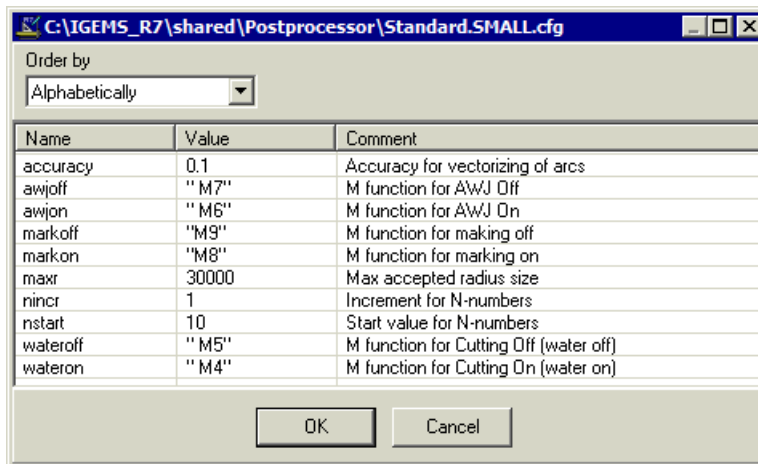 C:\IGEMS_R7\shared\Postprocessor\Standard.SMALL.cfg
Order by
Alphabetically
Name Value Comment
accuracy 0.1 Accuracy for vectorizing of arcs
awjoff " M7" M function for AWJ Off
awjon " M6" M function for AWJ On
markoff "M9" M function for making off
markon "M8" M function for marking on
maxr 30000 Max accepted radius size
nincr 1 Increment for N-numbers
nstart 10 Start value for N-numbers
wateroff " M5" M function for Cutting Off (water off)
wateron " M4" M function for Cutting On (water on)
OK Cancel